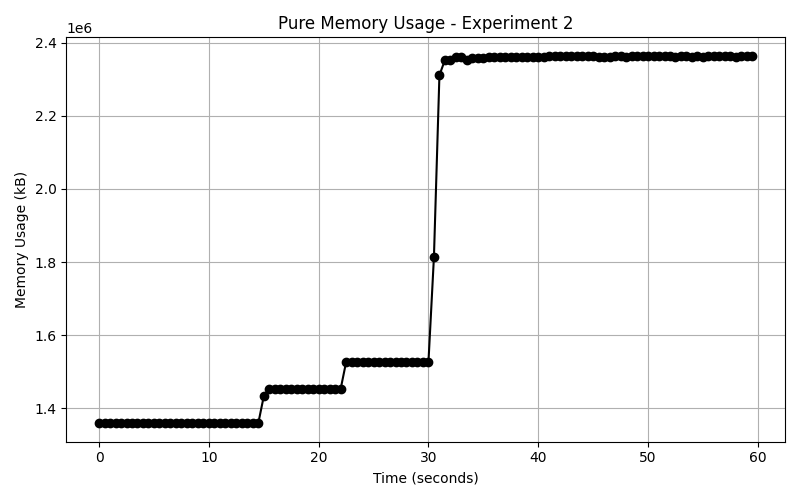 Pure Memory Usage - Experiment 2
1e6
2.4
2.2
2.0
1.8
1.6
1.4
Memory Usage (kB)
0 10 20 30 40 50 60
Time (seconds)